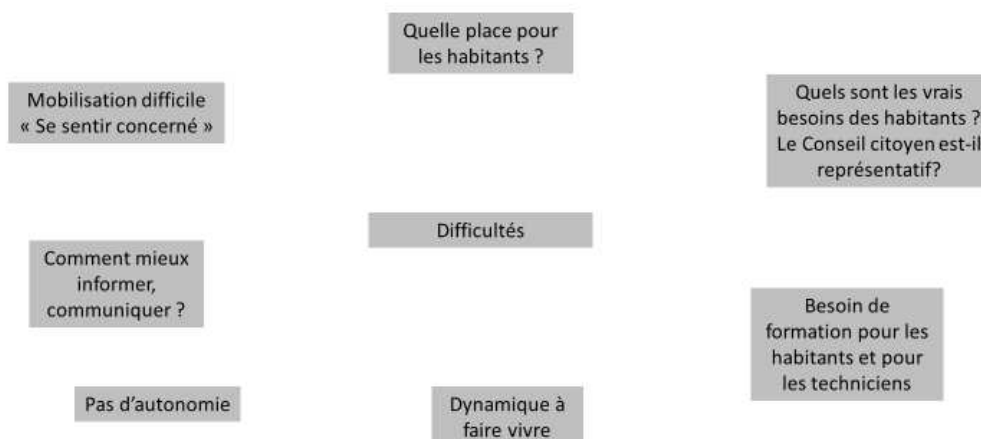 Quelle place pour
les habitants ?
Mobilisation difficile
« Se sentir concerné »
Quels sont les vrais
besoins des habitants ?
Le Conseil citoyen est-il
représentatif?
Difficultés
Comment mieux
informer,
communiquer ?
Besoin de
formation pour les
habitants et pour
les techniciens
Pas d’autonomie
Dynamique à
faire vivre